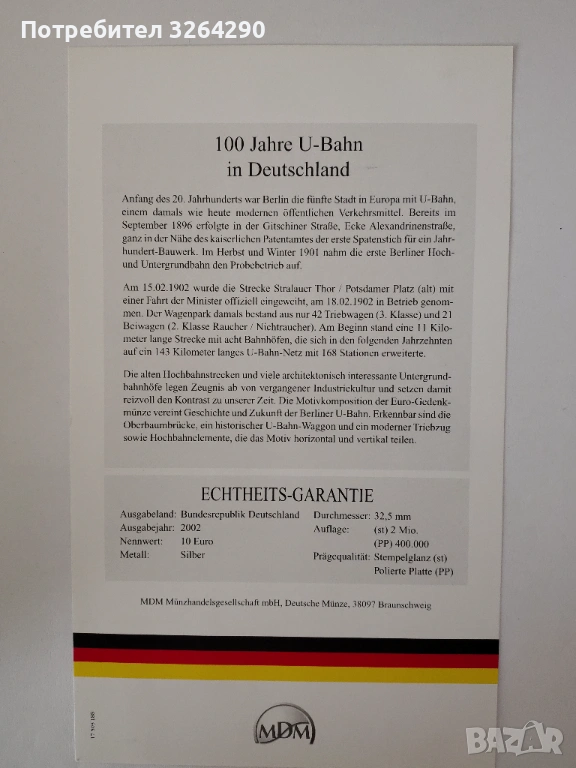 Потребител 3264290
100 Jahre U-Bahn
in Deutschland
Anfang des 20. Jahrhunderts war Berlin die fünfte Stadt in Europa mit U-Bahn,
einem damals wie heute modernen öffentlichen Verkehrsmittel. Bereits im
September 1896 erfolgte in der Gitschiner Straße, Ecke Alexandrinenstraße,
ganz in der Nähe des kaiserlichen Patentamtes der erste Spatenstich für ein Jahr-
hundert-Bauwerk. Im Herbst und Winter 1901 nahm die erste Berliner Hoch-
und Untergrundbahn den Probebetrieb auf.
Am 15.02.1902 wurde die Strecke Stralauer Thor / Potsdamer Platz (alt) mit
einer Fahrt der Minister offiziell eingeweiht, am 18.02.1902 in Betrieb genom-
men. Der Wagenpark damals bestand aus nur 42 Triebwagen (3. Klasse) und 21
Beiwagen (2. Klasse Raucher / Nichtraucher). Am Beginn stand eine 11 Kilo-
meter lange Strecke mit acht Bahnhöfen, die sich in den folgenden Jahrzehnten
auf ein 143 Kilometer langes U-Bahn-Netz mit 168 Stationen erweiterte.
Die alten Hochbahnstrecken und viele architektonisch interessante Untergrund-
bahnhöfe legen Zeugnis ab von vergangener Industriekultur und setzen damit
reizvoll den Kontrast zu unserer Zeit. Die Motivkomposition der Euro-Gedenk-
münze vereint Geschichte und Zukunft der Berliner U-Bahn. Erkennbar sind die
Oberbaumbrücke, ein historischer U-Bahn-Waggon und ein moderner Triebzug
sowie Hochbahnelemente, die das Motiv horizontal und vertikal teilen.
ECHTHEITS-GARANTIE
Ausgabeland: Bundesrepublik Deutschland Durchmesser: 32,5 mm
Ausgabejahr: 2002 Auflage: (st) 2 Mio.
Nennwert: 10 Euro (PP) 400.000
Metall: Silber Prägequalität: Stempelglanz (st)
Polierte Platte (PP)
MDM Münzhandelsgesellschaft mbH, Deutsche Münze, 38097 Braunschweig
MDM
BAZAR